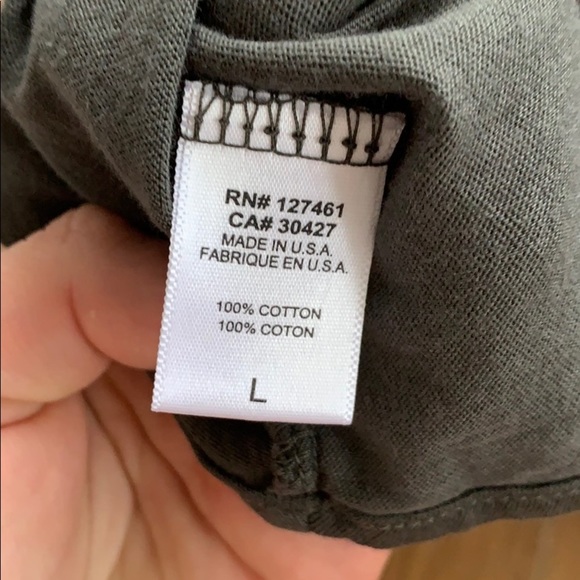 RN# 127461
CA# 30427
MADE IN U.S.A.
FABRIQUE EN U.S.A.
100% COTTON
100% COTON
L